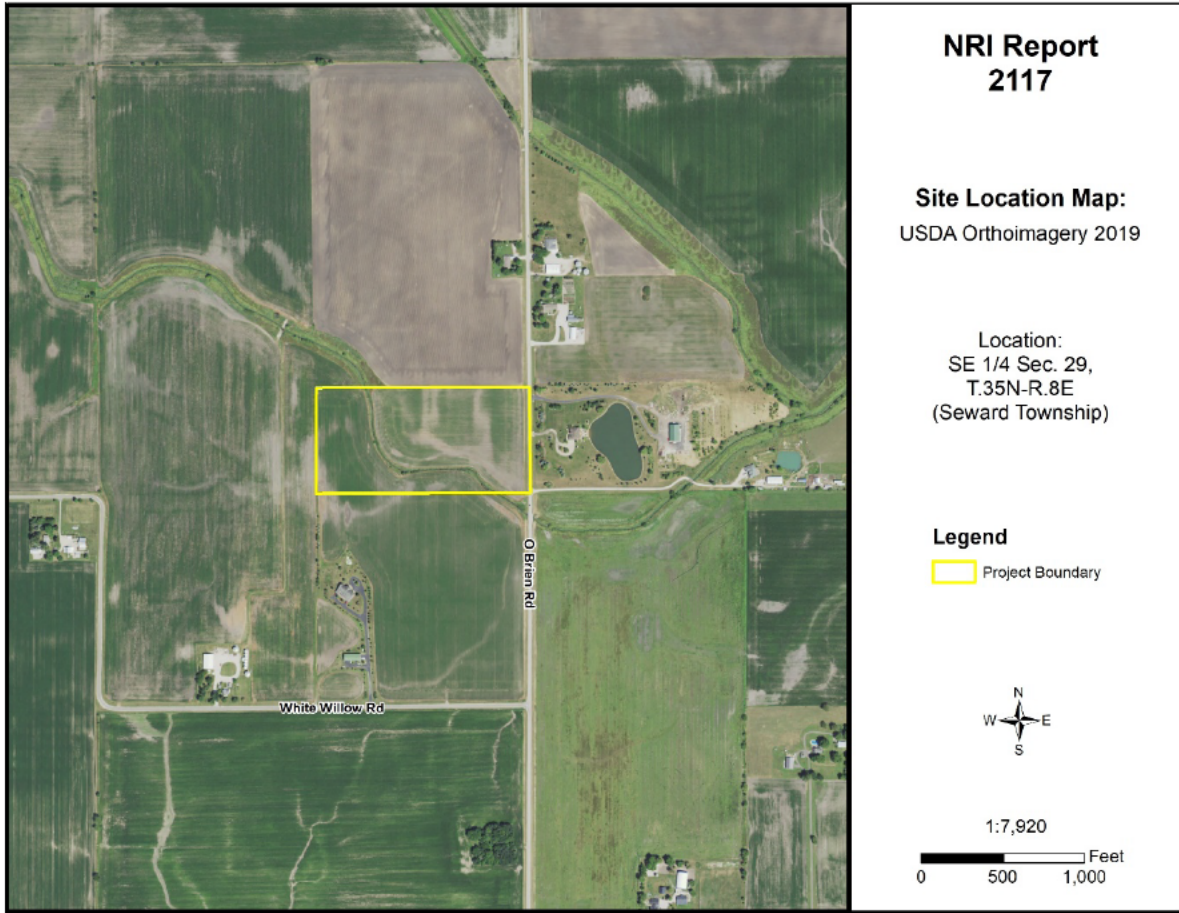 NRI Report
2117
Site Location Map:
USDA Orthoimagery 2019
Location:
SE 1/4 Sec. 29,
T.35N-R.8E
(Seward Township)
O Brien Rd
Legend
Project Boundary
White Willow Rd
N
W E
S
1:7,920
Feet
0 500 1,000